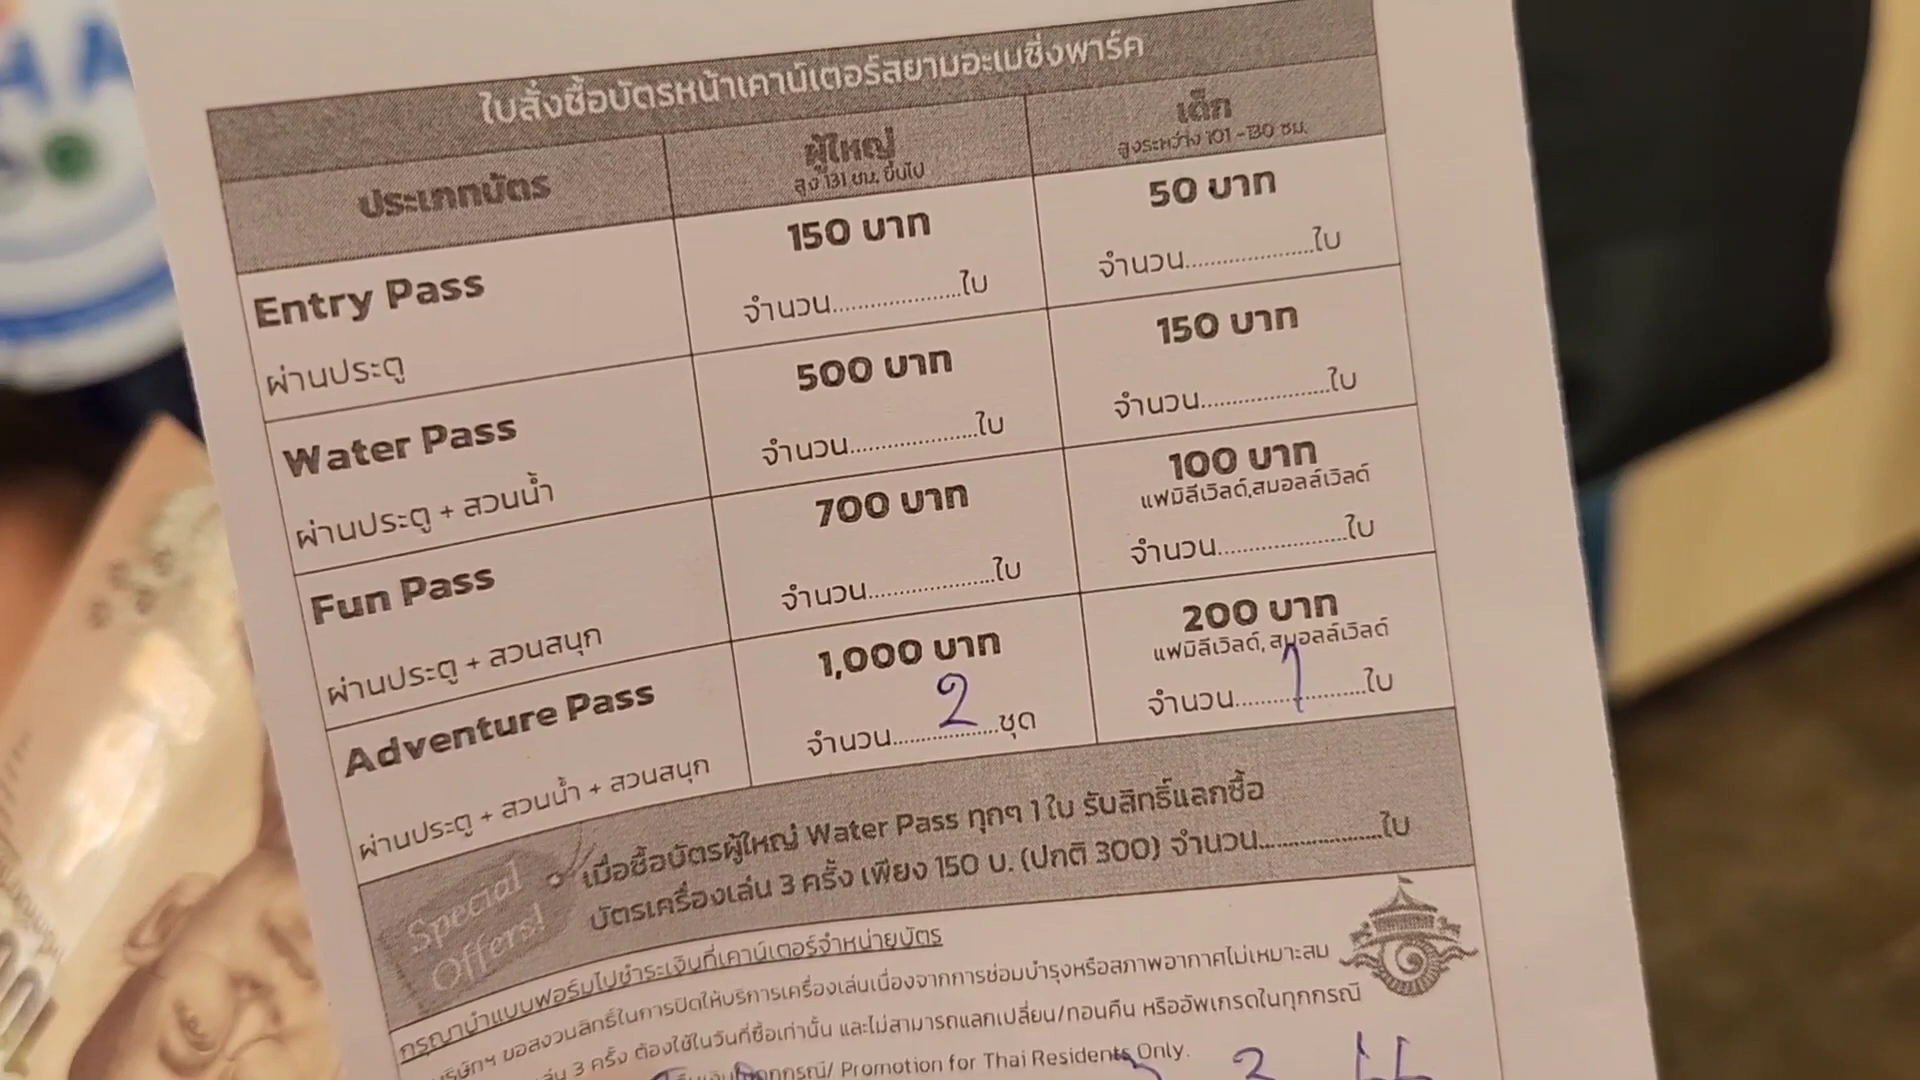 ใบสั่งซื้อบัตรหน้าเคาน์เตอร์สยามอะเมซิ่งพาร์ค
ประเภทบัตร
ผู้ใหญ่
สูง 131 ซม. ขึ้นไป
เด็ก
สูงระหว่าง 101 -130 ซม.
Entry Pass
ผ่านประตู
150 บาท
จำนวน....................ใบ
50 บาท
จำนวน....................ใบ
Water Pass
ผ่านประตู + สวนน้ำ
500 บาท
จำนวน....................ใบ
150 บาท
จำนวน....................ใบ
Fun Pass
ผ่านประตู + สวนสนุก
700 บาท
จำนวน....................ใบ
100 บาท
แฟมิลีเวิลด์,สมอลล์เวิลด์
จำนวน....................ใบ
Adventure Pass
ผ่านประตู + สวนน้ำ + สวนสนุก
1,000 บาท
จำนวน.......2.......ชุด
200 บาท
แฟมิลีเวิลด์, สมอลล์เวิลด์
จำนวน.......1.......ใบ
Special Offers!
เมื่อซื้อบัตรผู้ใหญ่ Water Pass ทุกๆ 1 ใบ รับสิทธิ์แลกซื้อ
บัตรเครื่องเล่น 3 ครั้ง เพียง 150 บ. (ปกติ 300) จำนวน...................ใบ
กรุณานำแบบฟอร์มไปชำระเงินที่เคาน์เตอร์จำหน่ายบัตร
ขอสงวนสิทธิ์ในการปิดให้บริการเครื่องเล่นเนื่องจากการซ่อมบำรุงหรือสภาพอากาศไม่เหมาะสม
3 ครั้ง ต้องใช้ในวันที่ซื้อเท่านั้น และไม่สามารถแลกเปลี่ยน/ทอนคืน หรืออัพเกรดในทุกกรณี
ทุกกรณี/ Promotion for Thai Residents Only.